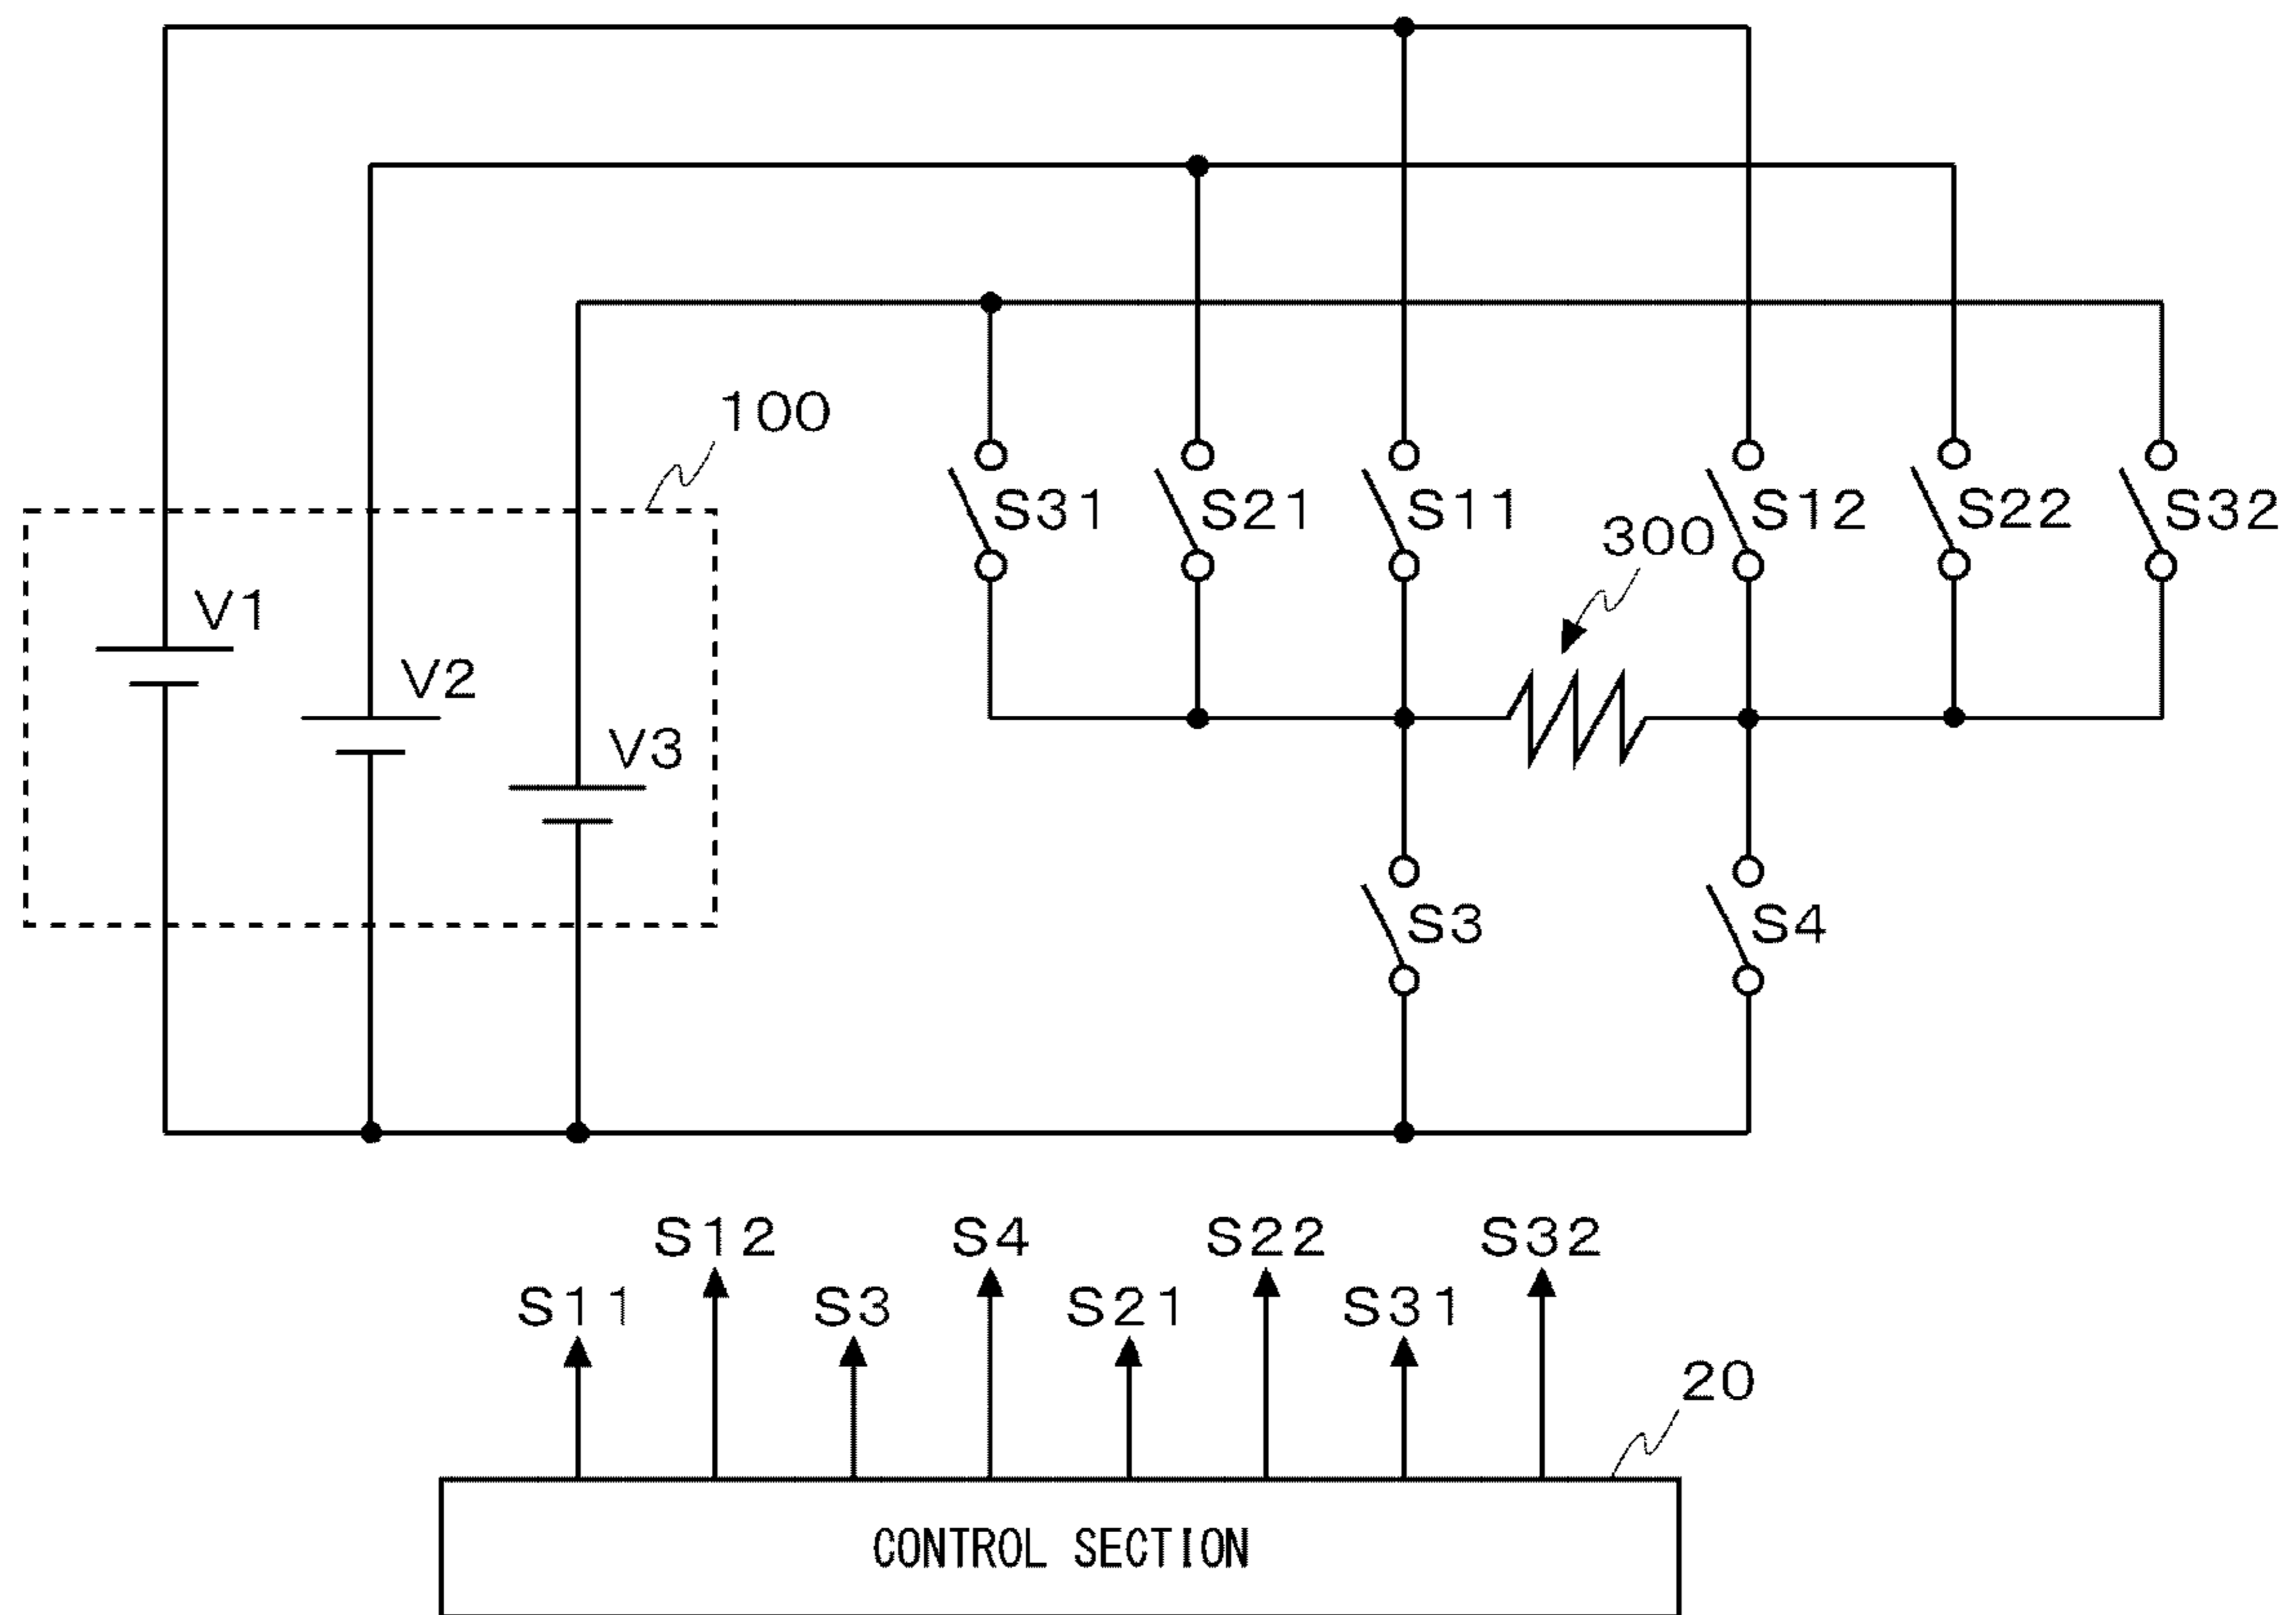 100
S31
S21
S11
S12
S22
S32
300
V1
V2
V3
S3
S4
S12
S4
S22
S32
S11
S3
S21
S31
20
CONTROL SECTION